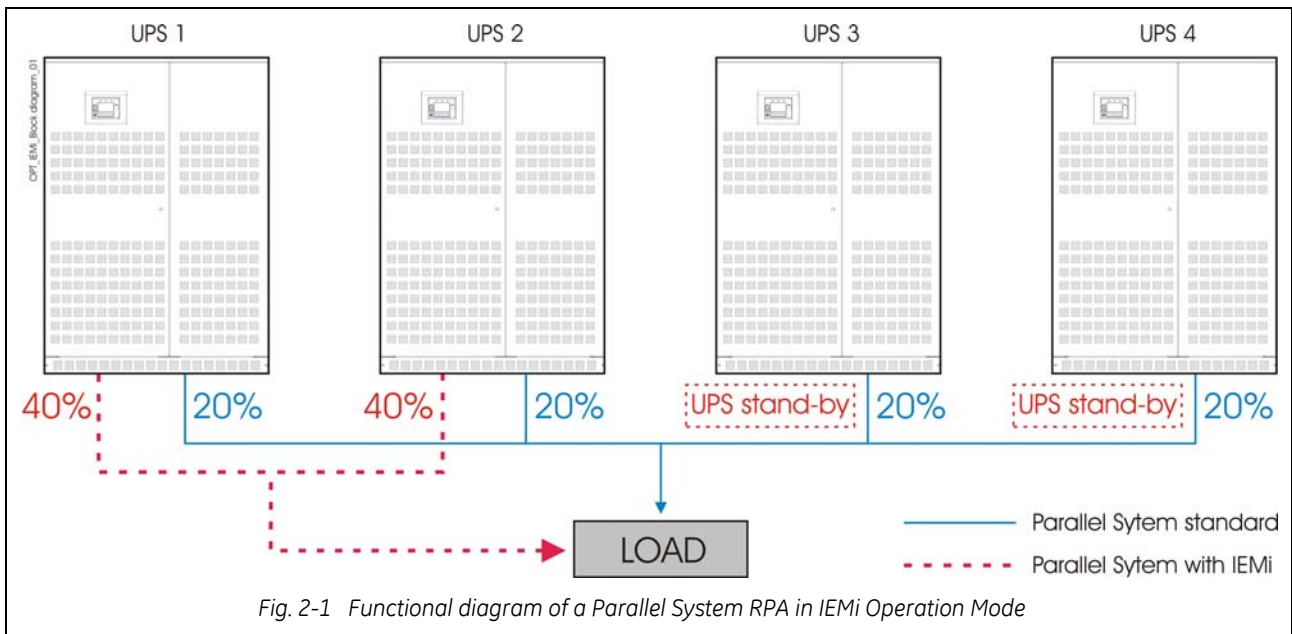 UPS 1
UPS 2
UPS 3
UPS 4
OPT_IEMi_Block diagram_01
40%
20%
40%
20%
UPS stand-by
20%
UPS stand-by
20%
LOAD
Parallel Sytem standard
Parallel Sytem with IEMi
Fig. 2-1 Functional diagram of a Parallel System RPA in IEMi Operation Mode